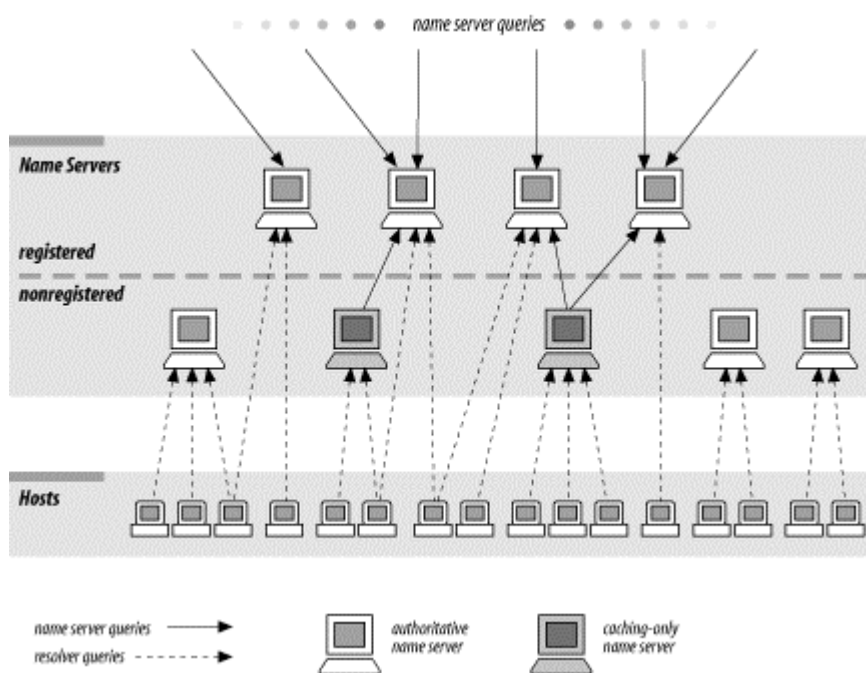 name server queries
Name Servers
registered
nonregistered
Hosts
name server queries
resolver queries
authoritative
name server
caching-only
name server